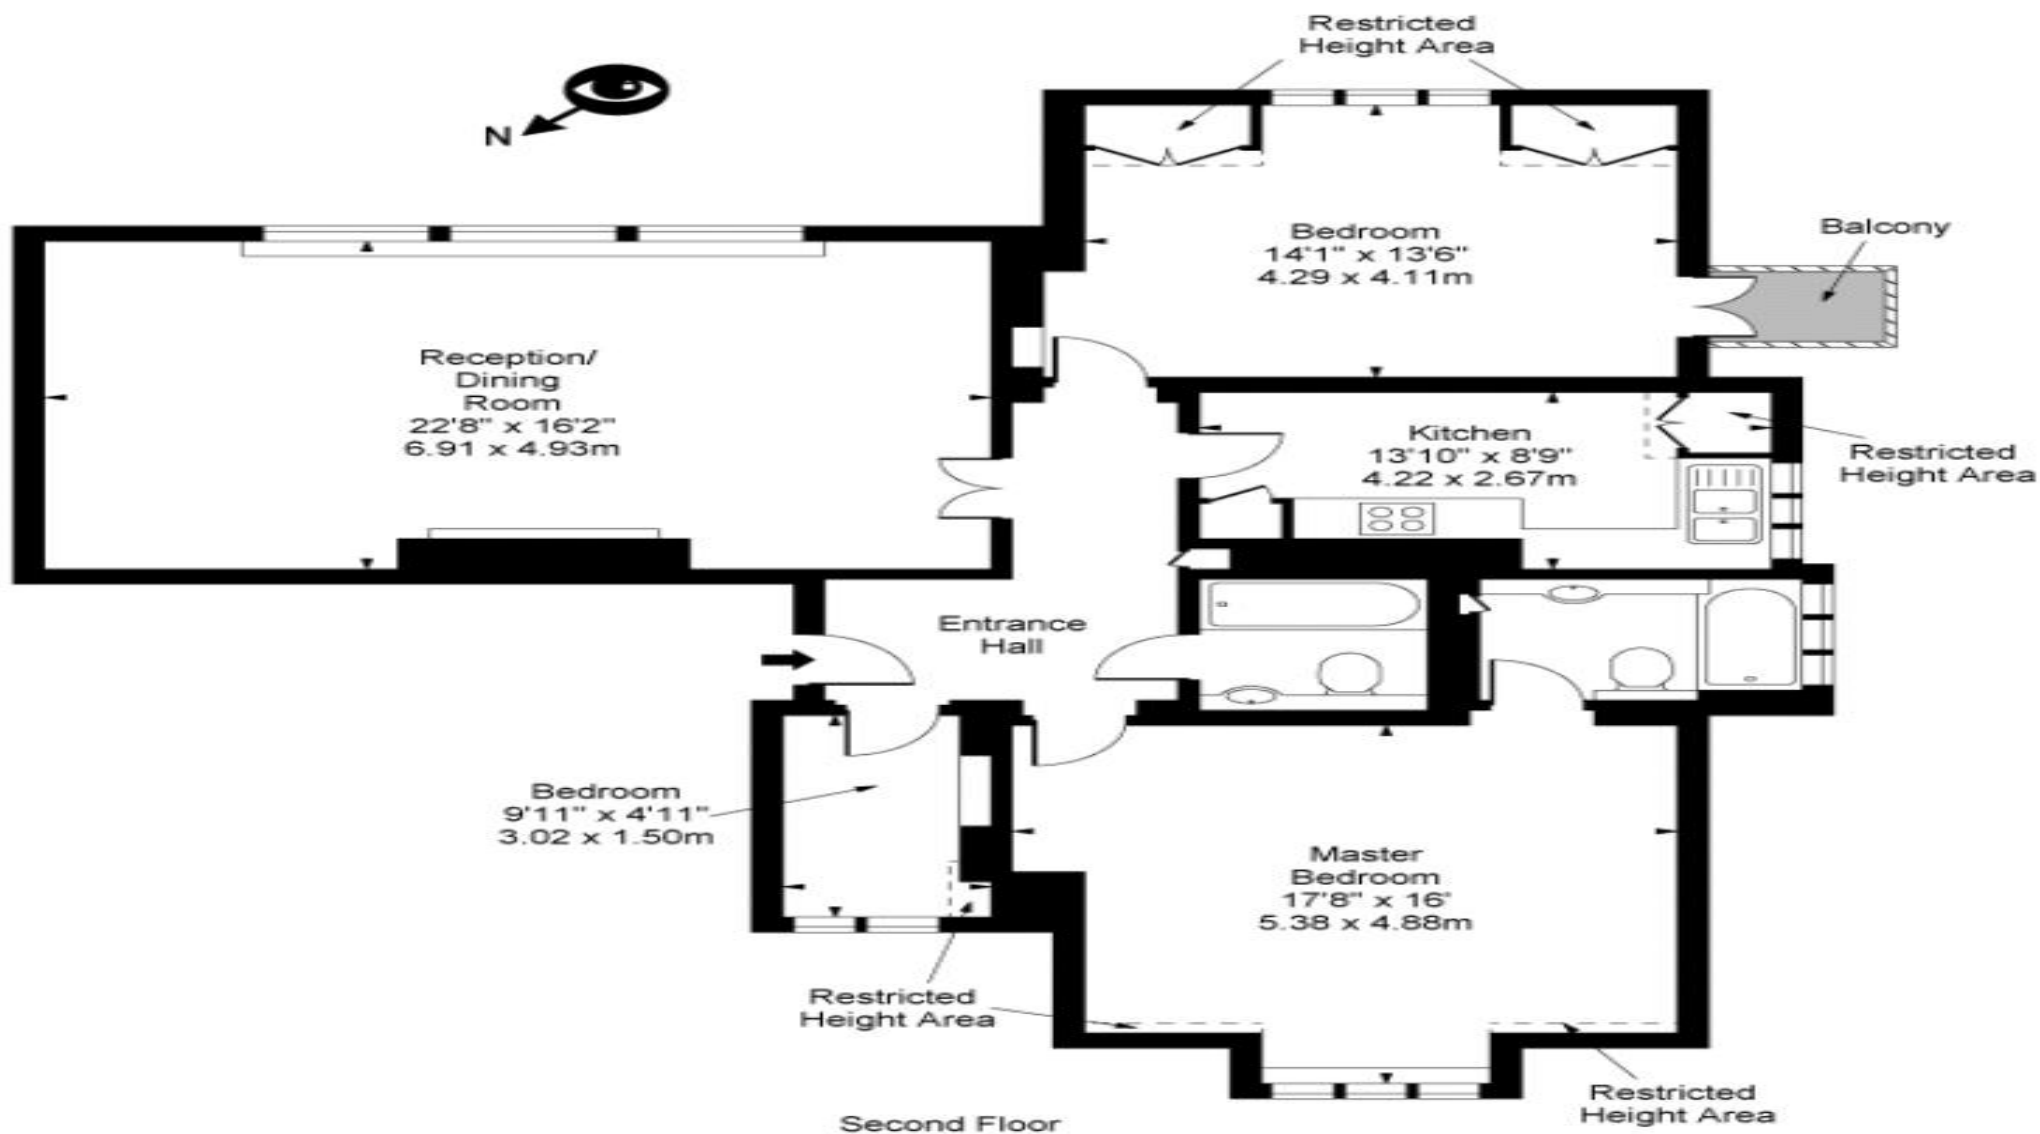 Restricted
Height Area
N
Bedroom
14'1" x 13'6"
4.29 x 4.11m
Balcony
Reception/
Dining
Room
22'8" x 16'2"
6.91 x 4.93m
Kitchen
13'10" x 8'9"
4.22 x 2.67m
Restricted
Height Area
Entrance
Hall
Bedroom
9'11" x 4'11"
3.02 x 1.50m
Master
Bedroom
17'8" x 16'
5.38 x 4.88m
Restricted
Height Area
Restricted
Height Area
Second Floor